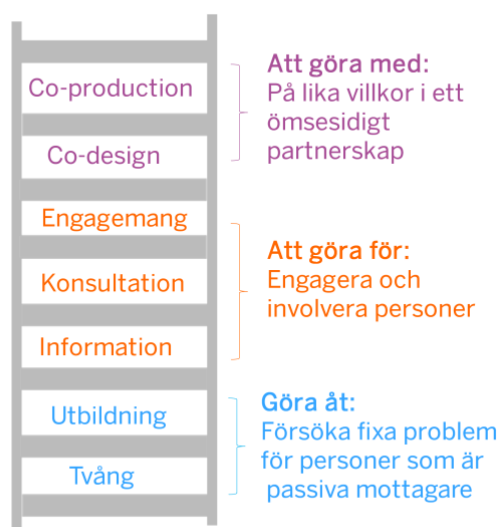 Co-production
Co-design
Att göra med:
På lika villkor i ett
ömsesidigt
partnerskap
Engagemang
Konsultation
Information
Att göra för:
Engagera och
involvera personer
Utbildning
Tvång
Göra åt:
Försöka fixa problem
för personer som är
passiva mottagare